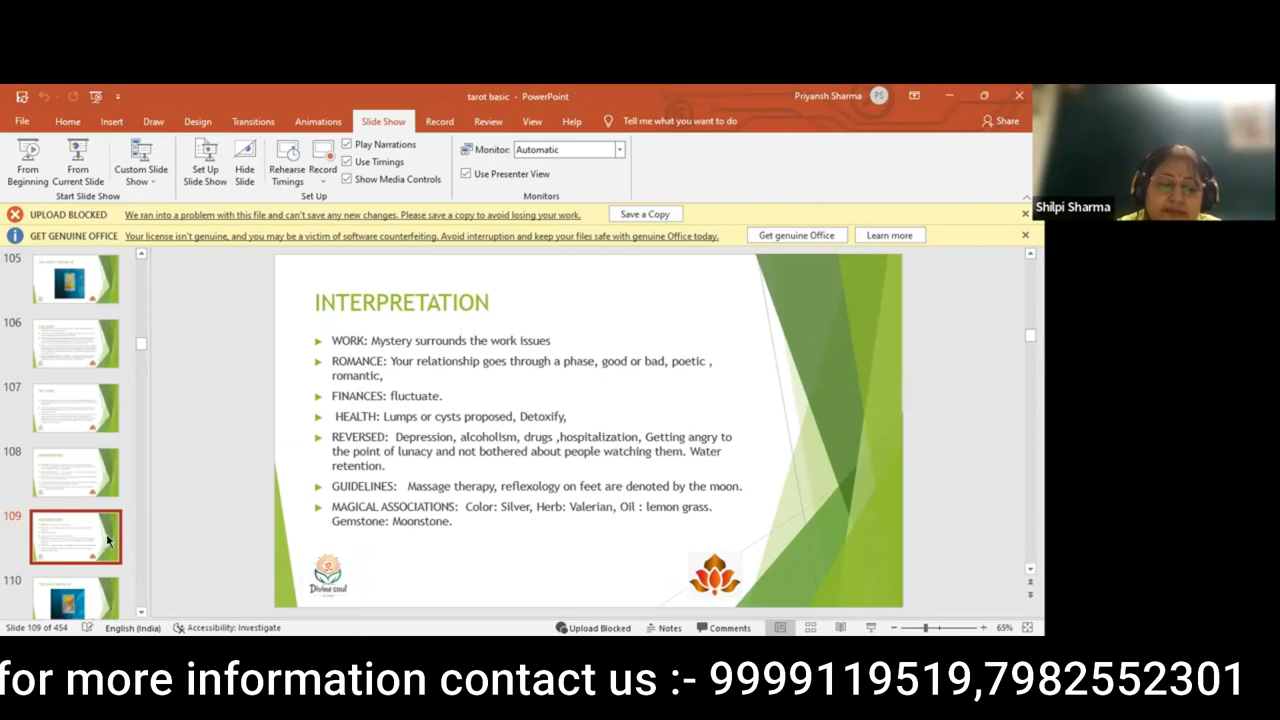 tarot basic - PowerPoint
Priyansh Sharma PS
File Home Insert Draw Design Transitions Animations Slide Show Record Review View Help Tell me what you want to do Share
From Beginning
From Current Slide
Custom Slide Show
Start Slide Show
Set Up Slide Show
Hide Slide
Rehearse Timings
Record
Play Narrations
Use Timings
Show Media Controls
Set Up
Monitor: Automatic
Use Presenter View
Monitors
UPLOAD BLOCKED We ran into a problem with this file and can't save any new changes. Please save a copy to avoid losing your work. Save a Copy
GET GENUINE OFFICE Your license isn't genuine, and you may be a victim of software counterfeiting. Avoid interruption and keep your files safe with genuine Office today. Get genuine Office Learn more
Shilpi Sharma
105
106
107
108
109
110
INTERPRETATION
WORK: Mystery surrounds the work issues
ROMANCE: Your relationship goes through a phase, good or bad, poetic ,
romantic,
FINANCES: fluctuate.
HEALTH: Lumps or cysts proposed, Detoxify,
REVERSED: Depression, alcoholism, drugs ,hospitalization, Getting angry to
the point of lunacy and not bothered about people watching them. Water
retention.
GUIDELINES: Massage therapy, reflexology on feet are denoted by the moon.
MAGICAL ASSOCIATIONS: Color: Silver, Herb: Valerian, Oil : lemon grass.
Gemstone: Moonstone.
Divine soul
Slide 109 of 454 English (India) Accessibility: Investigate Upload Blocked Notes Comments 65%
for more information contact us :- 9999119519,7982552301